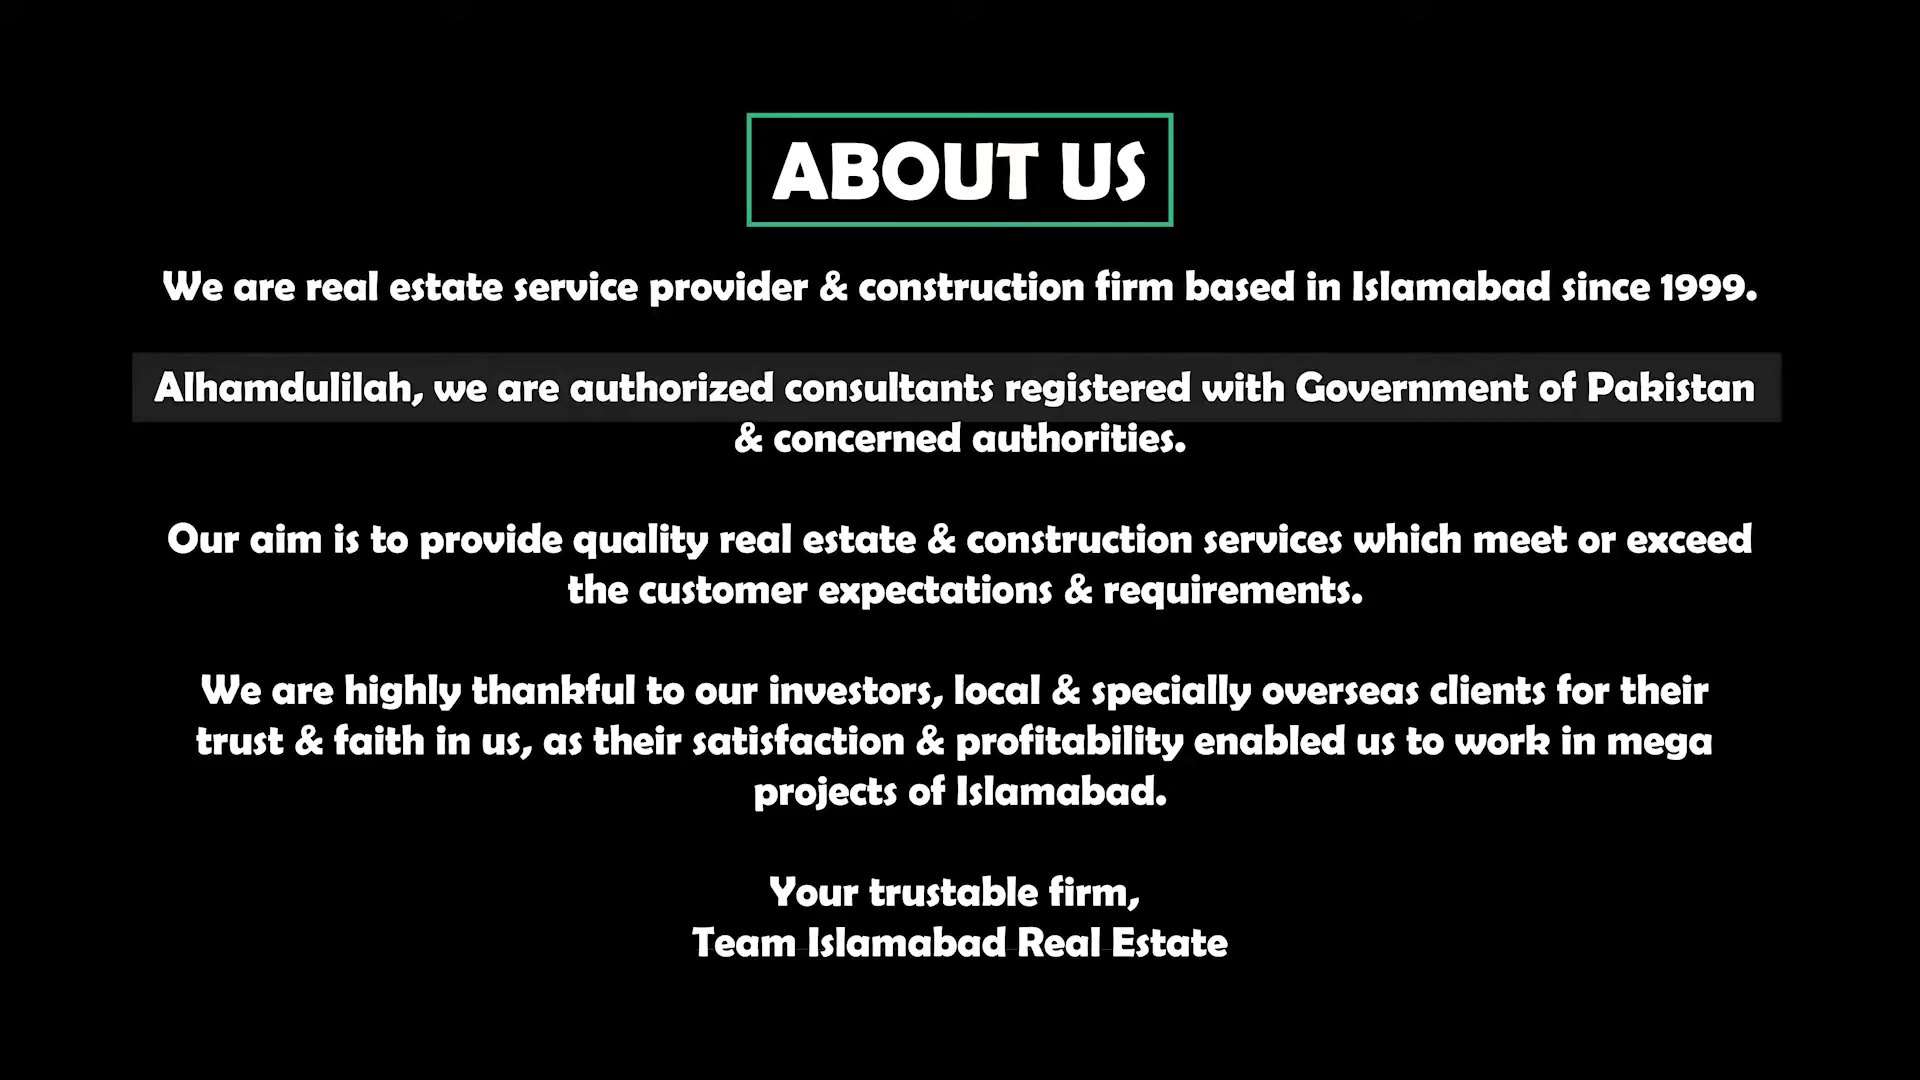 ABOUT US
We are real estate service provider & construction firm based in Islamabad since 1999.
Alhamdulilah, we are authorized consultants registered with Government of Pakistan
& concerned authorities.
Our aim is to provide quality real estate & construction services which meet or exceed
the customer expectations & requirements.
We are highly thankful to our investors, local & specially overseas clients for their
trust & faith in us, as their satisfaction & profitability enabled us to work in mega
projects of Islamabad.
Your trustable firm,
Team Islamabad Real Estate